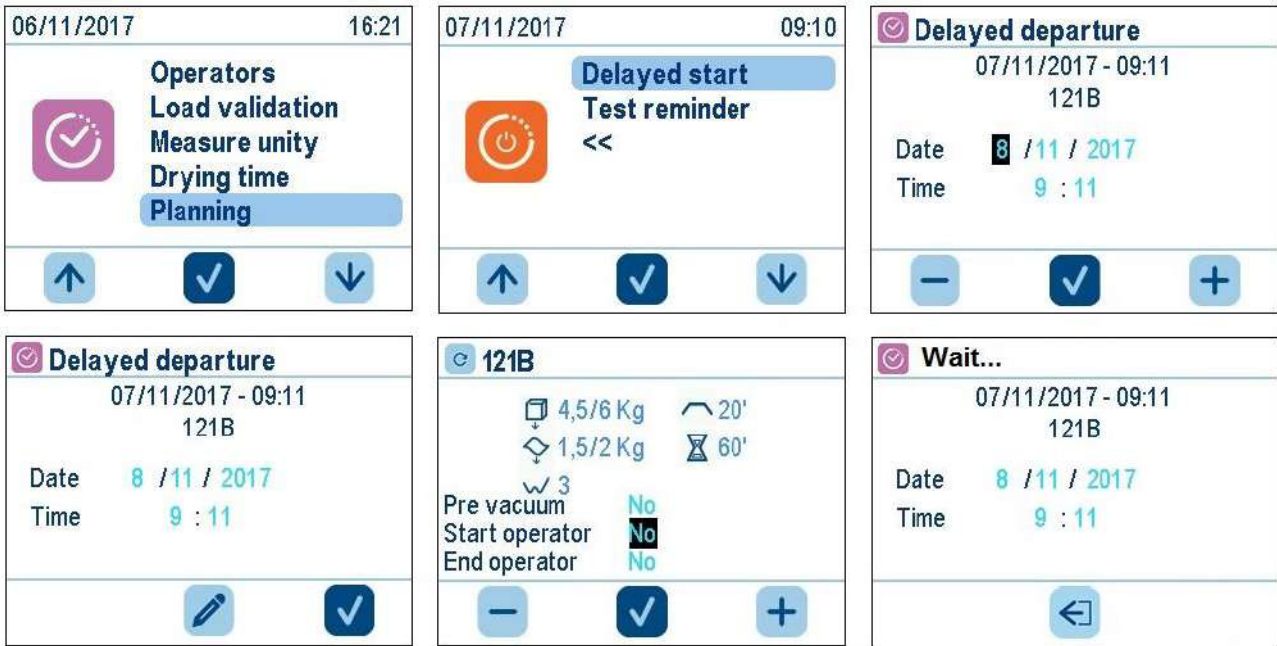 06/11/2017 16:21
Operators
Load validation
Measure unity
Drying time
Planning
07/11/2017 09:10
Delayed start
Test reminder
<<
Delayed departure
07/11/2017 - 09:11
121B
Date 8 / 11 / 2017
Time 9 : 11
Delayed departure
07/11/2017 - 09:11
121B
Date 8 / 11 / 2017
Time 9 : 11
121B
4,5/6 Kg 20'
1,5/2 Kg 60'
3
Pre vacuum No
Start operator No
End operator No
Wait...
07/11/2017 - 09:11
121B
Date 8 / 11 / 2017
Time 9 : 11